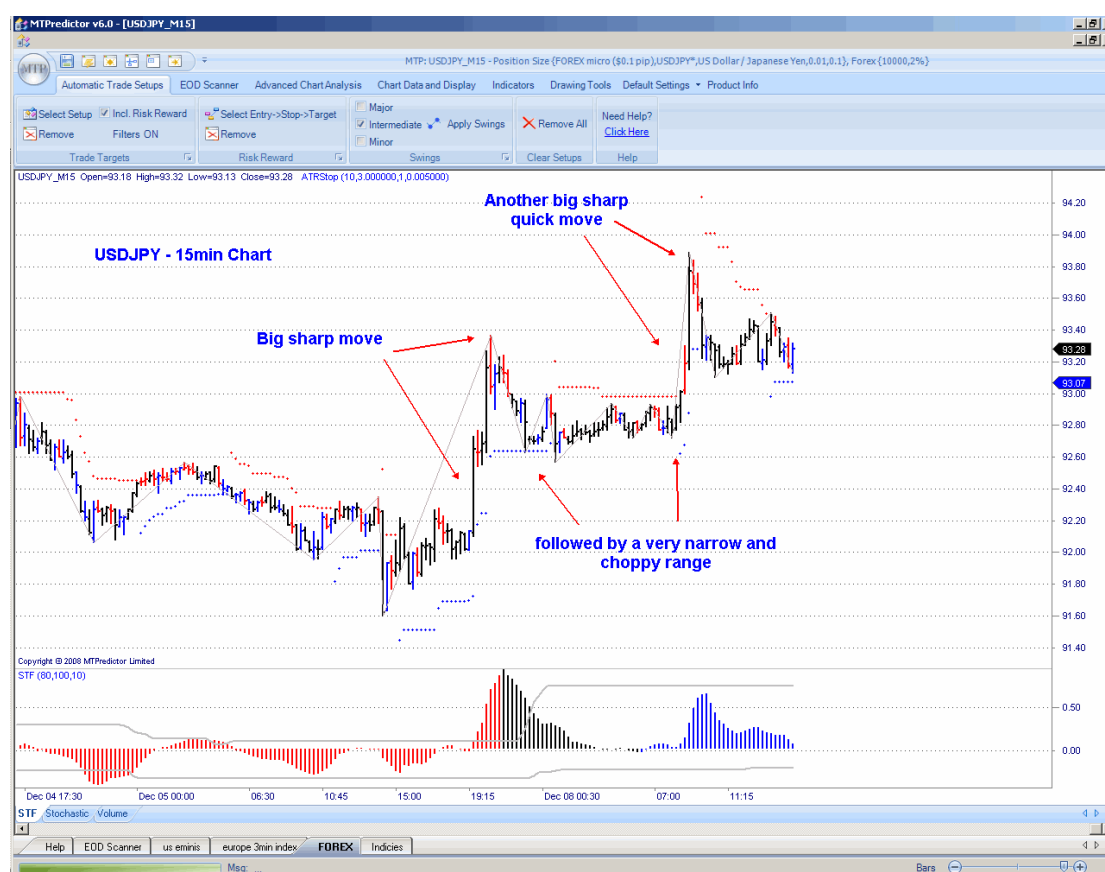 MTPredictor v6.0 - [USDJPY_M15]
MTP: USDJPY_M15 - Position Size {FOREX micro ($0.1 pip),USDJPY*,US Dollar / Japanese Yen,0.01,0.1}, Forex {10000,2%}
MTP
Automatic Trade Setups EOD Scanner Advanced Chart Analysis Chart Data and Display Indicators Drawing Tools Default Settings Product Info
Select Setup Incl. Risk Reward
Remove Filters ON
Trade Targets
Select Entry->Stop->Target
Remove
Risk Reward
Major
Intermediate Apply Swings
Minor
Swings
Remove All
Clear Setups
Need Help?
Click Here
Help
USDJPY_M15 Open=93.18 High=93.32 Low=93.13 Close=93.28 ATRStop (10,3.000000,1,0.005000)
USDJPY - 15min Chart
Big sharp move
Another big sharp
quick move
followed by a very narrow and
choppy range
94.20
94.00
93.80
93.60
93.40
93.28
93.20
93.07
93.00
92.80
92.60
92.40
92.20
92.00
91.80
91.60
91.40
Copyright © 2008 MTPredictor Limited
STF (80,100,10)
0.50
0.00
Dec 04 17:30 Dec 05 00:00 06:30 10:45 15:00 19:15 Dec 08 00:30 07:00 11:15
STF Stochastic Volume
Help EOD Scanner us eminis europe 3min index FOREX Indicies
Msg: ...
Bars